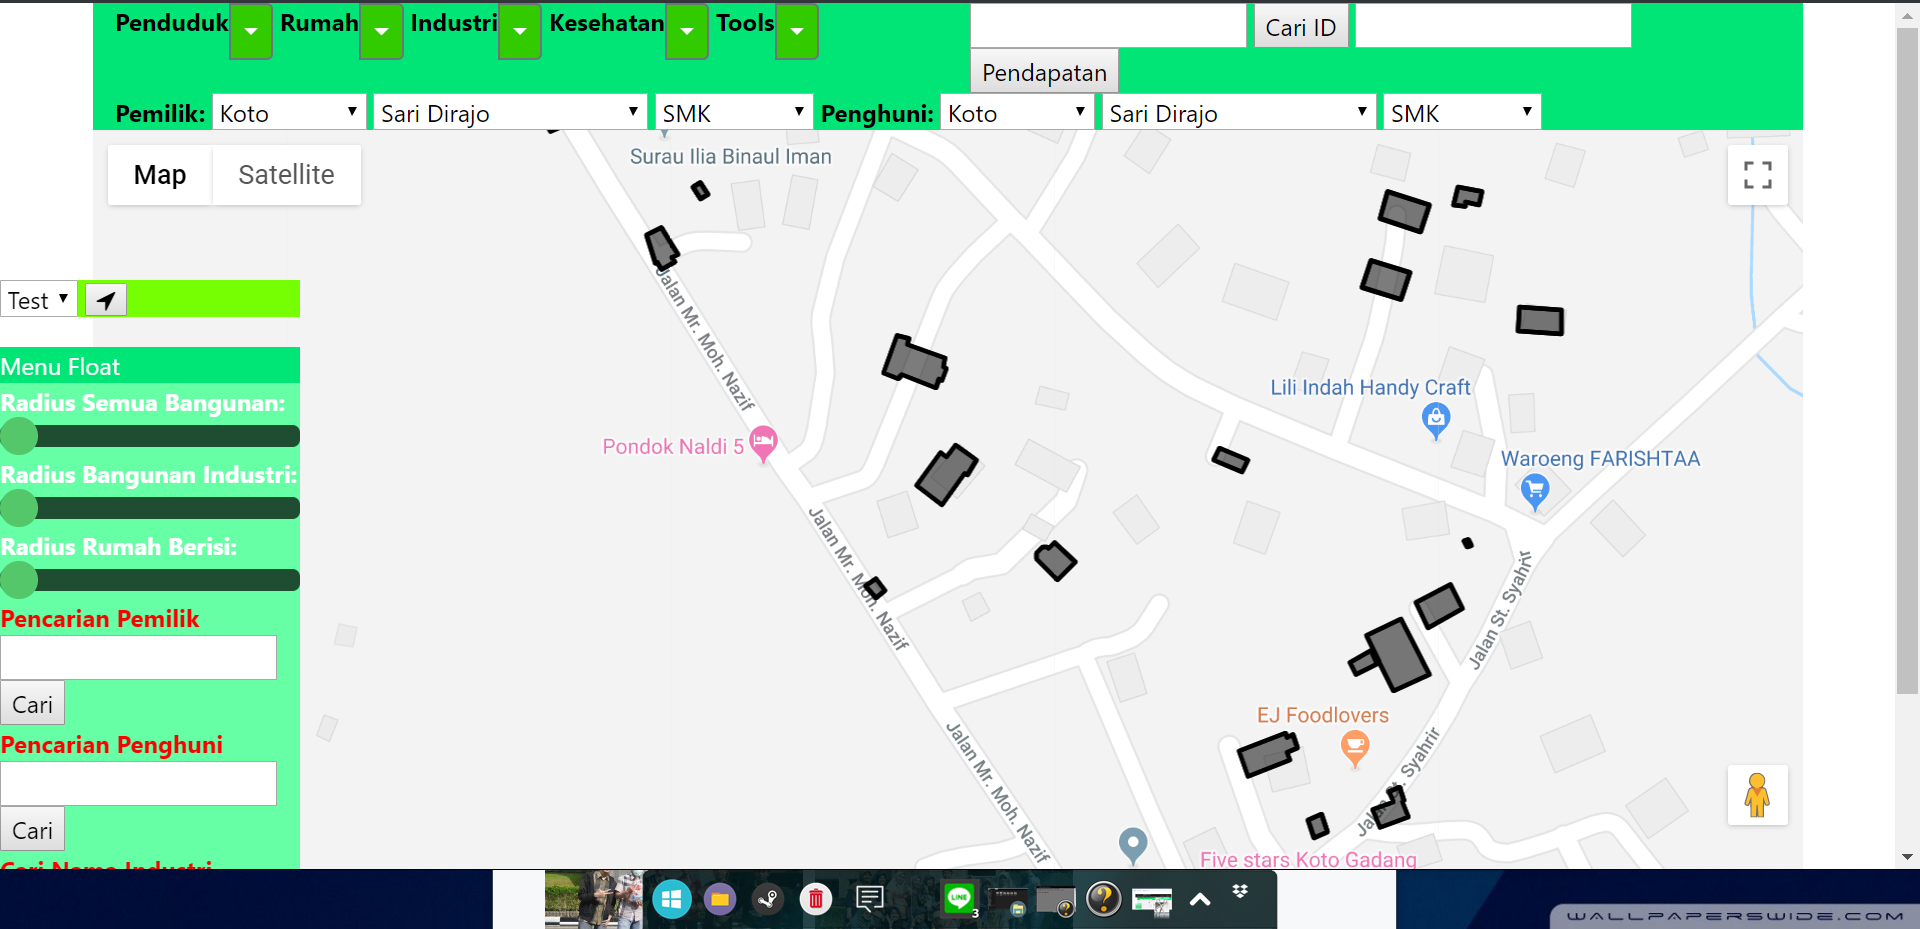 Penduduk Rumah Industri Kesehatan Tools Cari ID
Pendapatan
Pemilik: Koto Sari Dirajo SMK Penghuni: Koto Sari Dirajo SMK
Map Satellite
Surau Ilia Binaul Iman
Jalan Mr. Moh. Nazif
Test
Menu Float
Radius Semua Bangunan:
Radius Bangunan Industri:
Radius Rumah Berisi:
Pencarian Pemilik
Cari
Pencarian Penghuni
Cari
Cari Nama Industri
Lili Indah Handy Craft
Pondok Naldi 5
Waroeng FARISHTAA
Jalan Mr. Moh. Nazif
Jalan St. Syahrir
EJ Foodlovers
Jalan Mr. Moh. Nazif
Jalan St. Syahrir
Five stars Koto Gadang
LINE
3
WALLPAPERSWIDE.COM